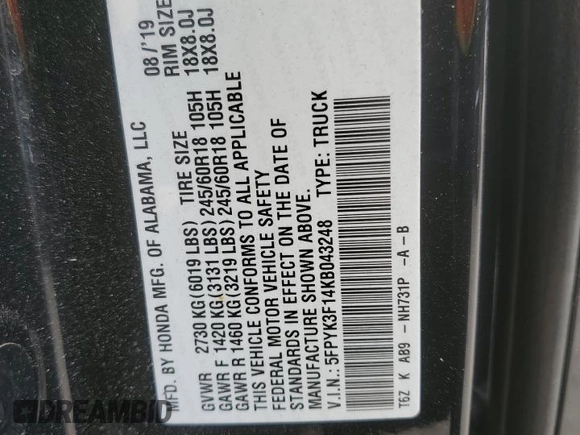 MFD. BY HONDA MFG. OF ALABAMA, LLC 08/'19
GVWR 2730 KG(6019 LBS) TIRE SIZE RIM SIZE
GAWR F 1420 KG(3131 LBS)245/60R18 105H 18X8.0J
GAWR R 1460 KG(3219 LBS)245/60R18 105H 18X8.0J
THIS VEHICLE CONFORMS TO ALL APPLICABLE
FEDERAL MOTOR VEHICLE SAFETY
STANDARDS IN EFFECT ON THE DATE OF
MANUFACTURE SHOWN ABOVE.
V.I.N.: 5FPYK3F14KB043248 TYPE: TRUCK
T6Z K AB9 - NH731P -A-B
DREAMBID